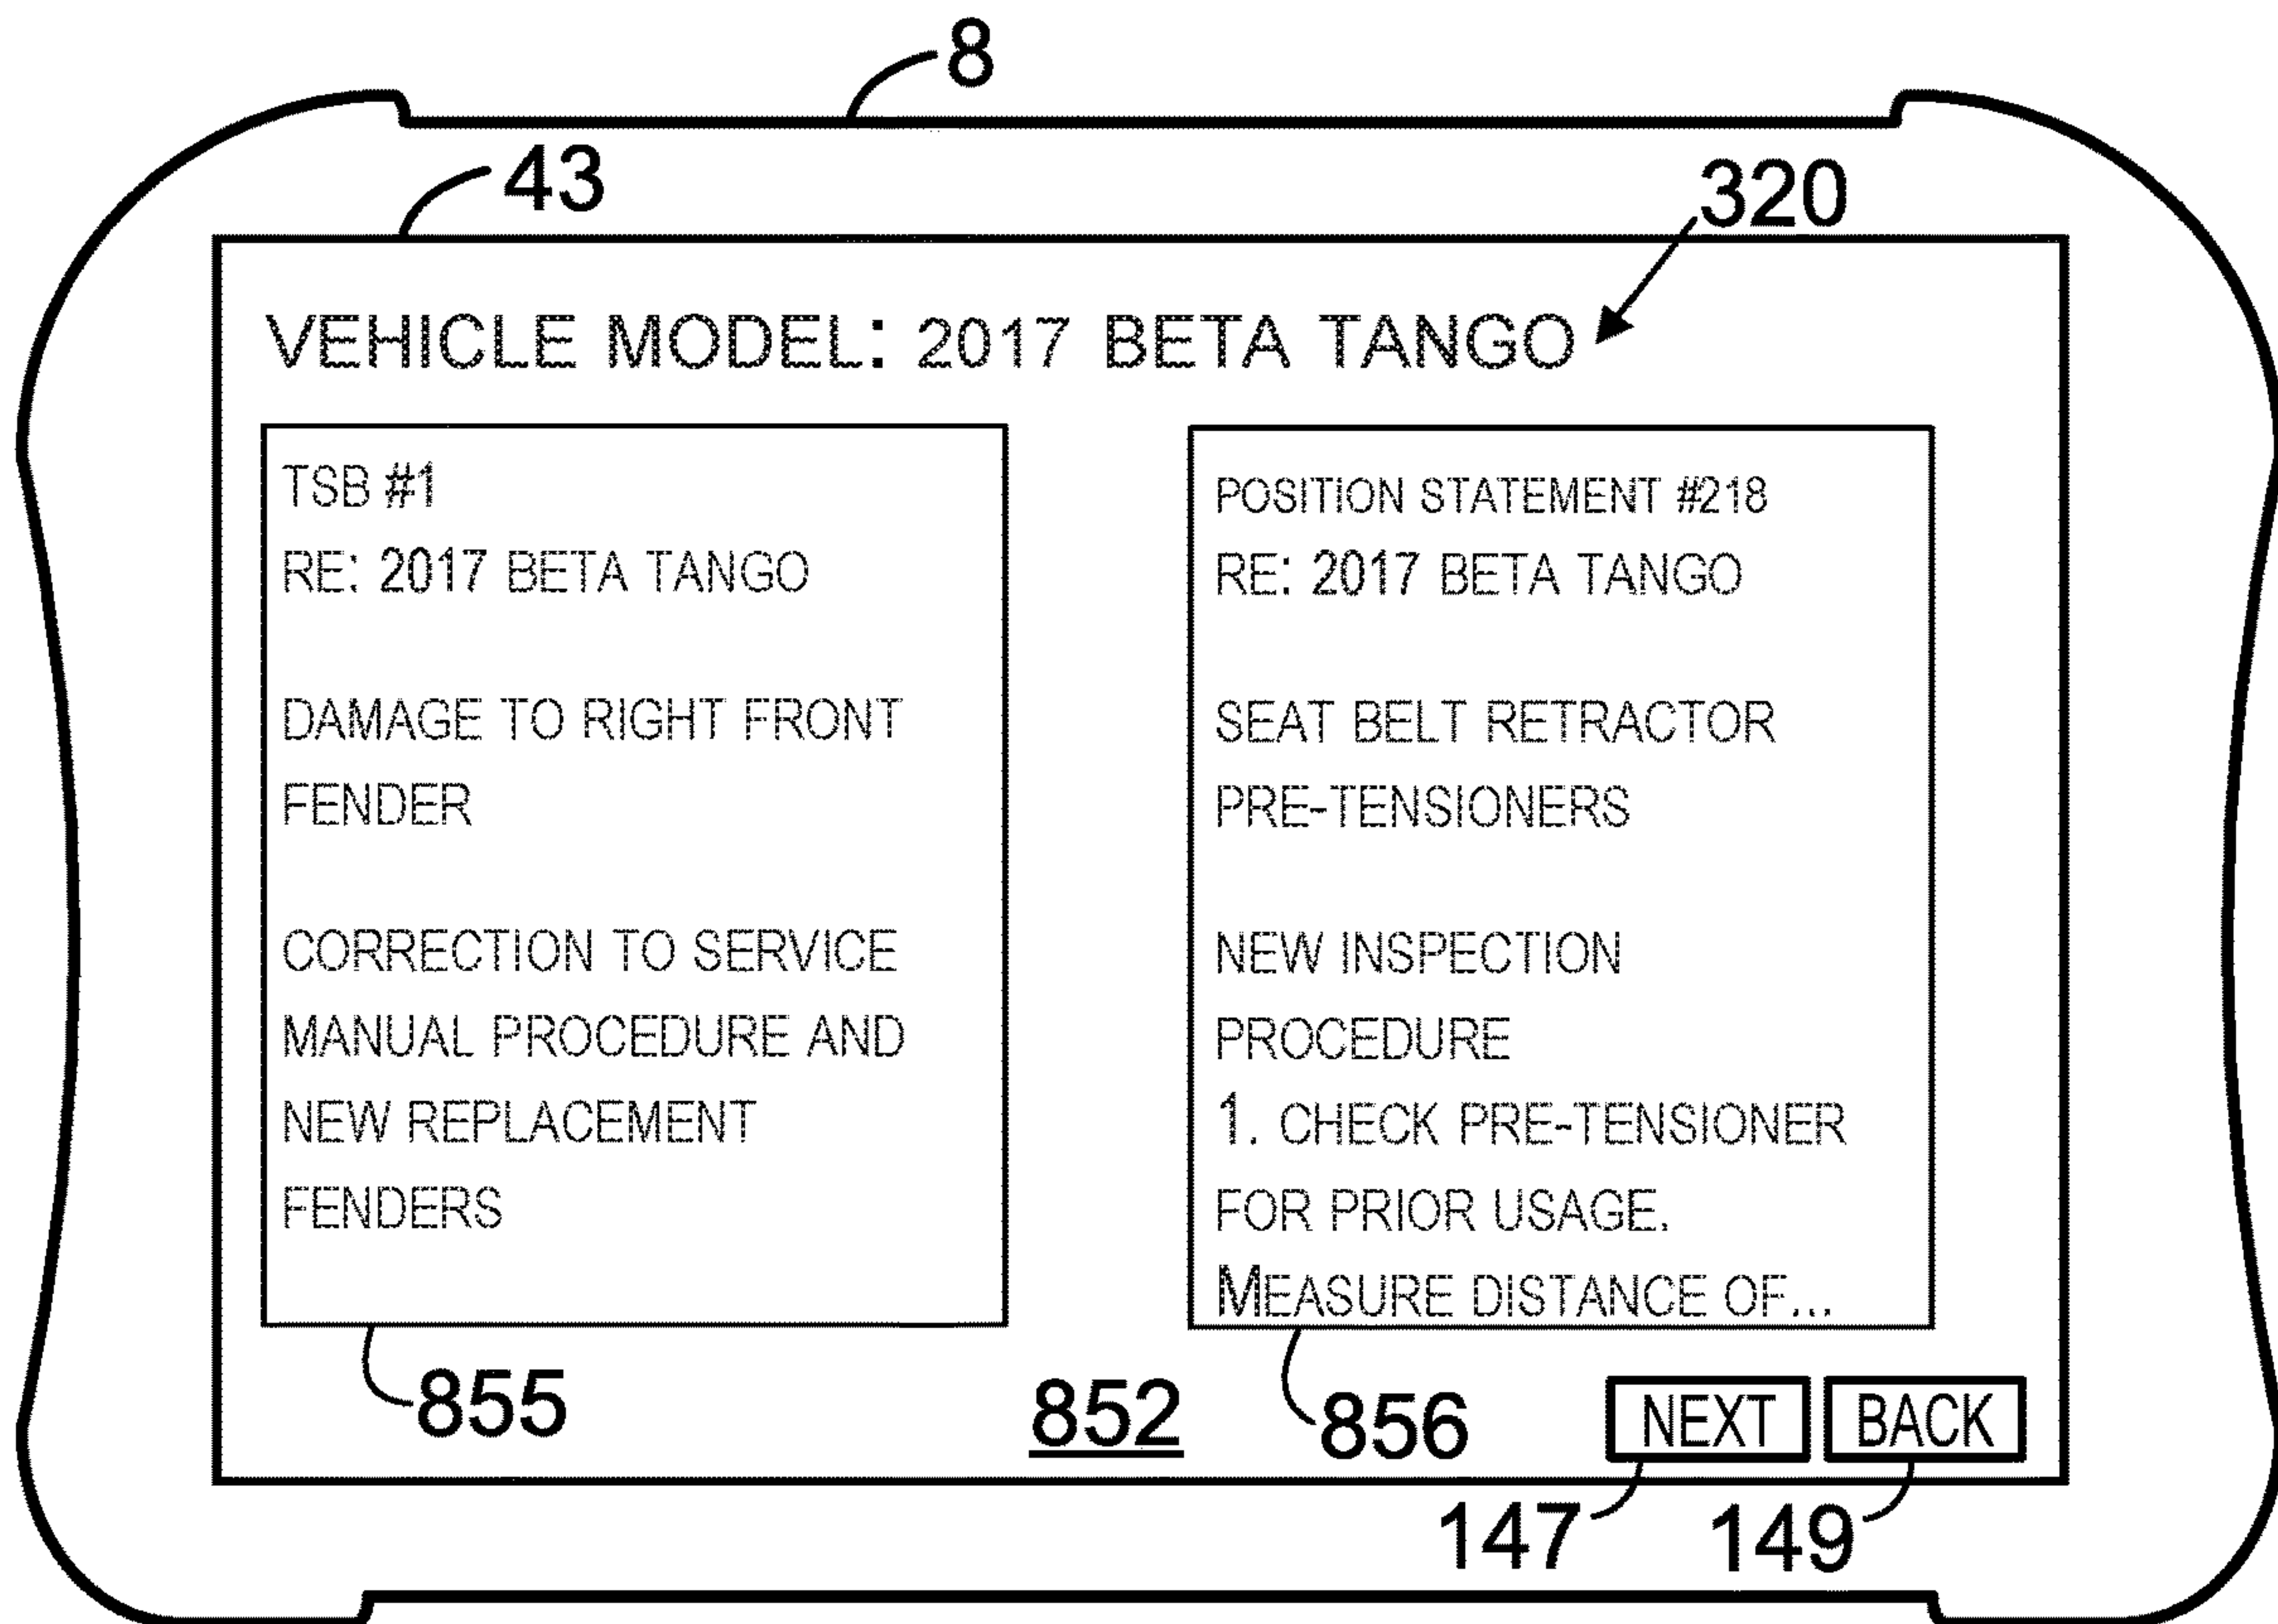 8
43
320
VEHICLE MODEL: 2017 BETA TANGO
TSB #1
RE: 2017 BETA TANGO
DAMAGE TO RIGHT FRONT
FENDER
CORRECTION TO SERVICE
MANUAL PROCEDURE AND
NEW REPLACEMENT
FENDERS
POSITION STATEMENT #218
RE: 2017 BETA TANGO
SEAT BELT RETRACTOR
PRE-TENSIONERS
NEW INSPECTION
PROCEDURE
1. CHECK PRE-TENSIONER
FOR PRIOR USAGE.
MEASURE DISTANCE OF...
855
852
856
NEXT
BACK
147
149